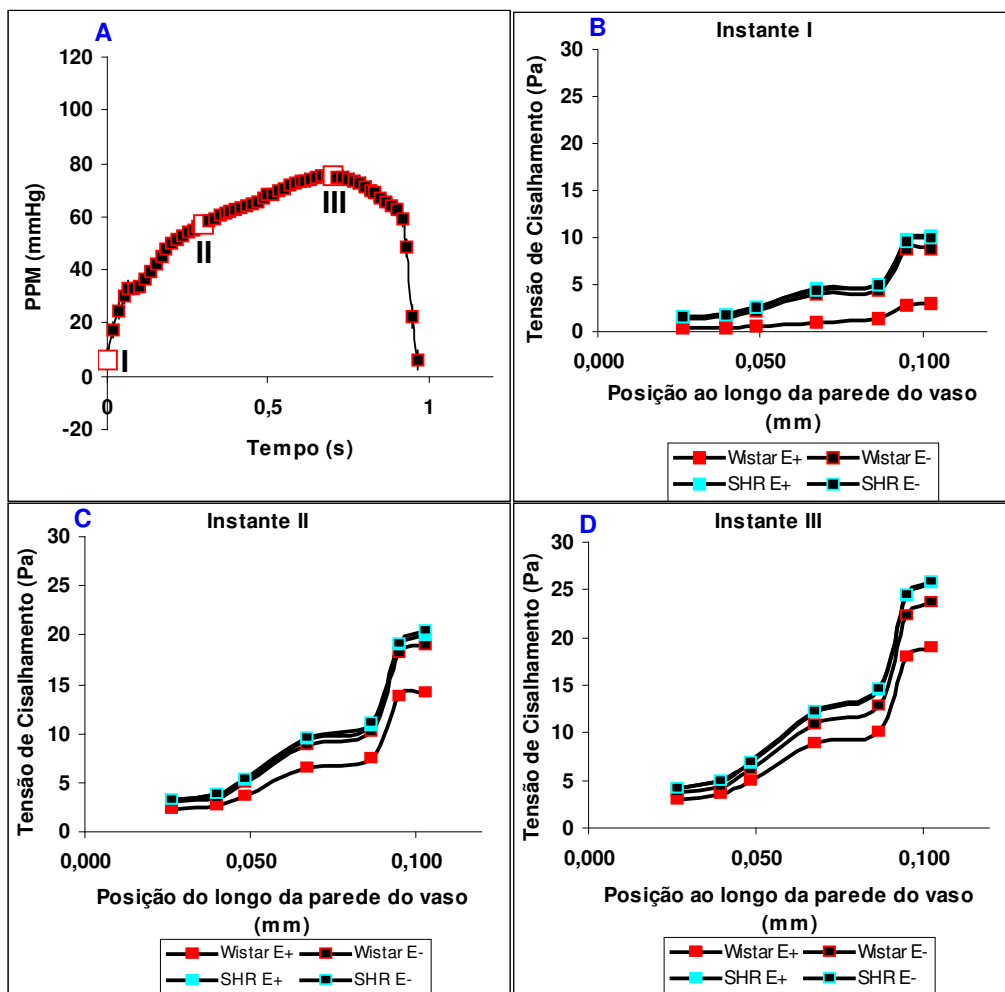 A
120
100
80
60
40
20
0
-20
PPM (mmHg)
I
II
III
0
0,5
1
Tempo (s)
B
Instante I
30
25
20
15
10
5
0
Tensão de Cisalhamento (Pa)
0,000
0,050
0,100
Posição ao longo da parede do vaso
(mm)
Wistar E+
Wistar E-
SHR E+
SHR E-
C
Instante II
30
25
20
15
10
5
0
Tensão de Cisalhamento (Pa)
0,000
0,050
0,100
Posição do longo da parede do vaso
(mm)
Wistar E+
Wistar E-
SHR E+
SHR E-
D
Instante III
30
25
20
15
10
5
0
Tensão de Cisalhamento (Pa)
0,000
0,050
0,100
Posição ao longo da parede do vaso
(mm)
Wistar E+
Wistar E-
SHR E+
SHR E-